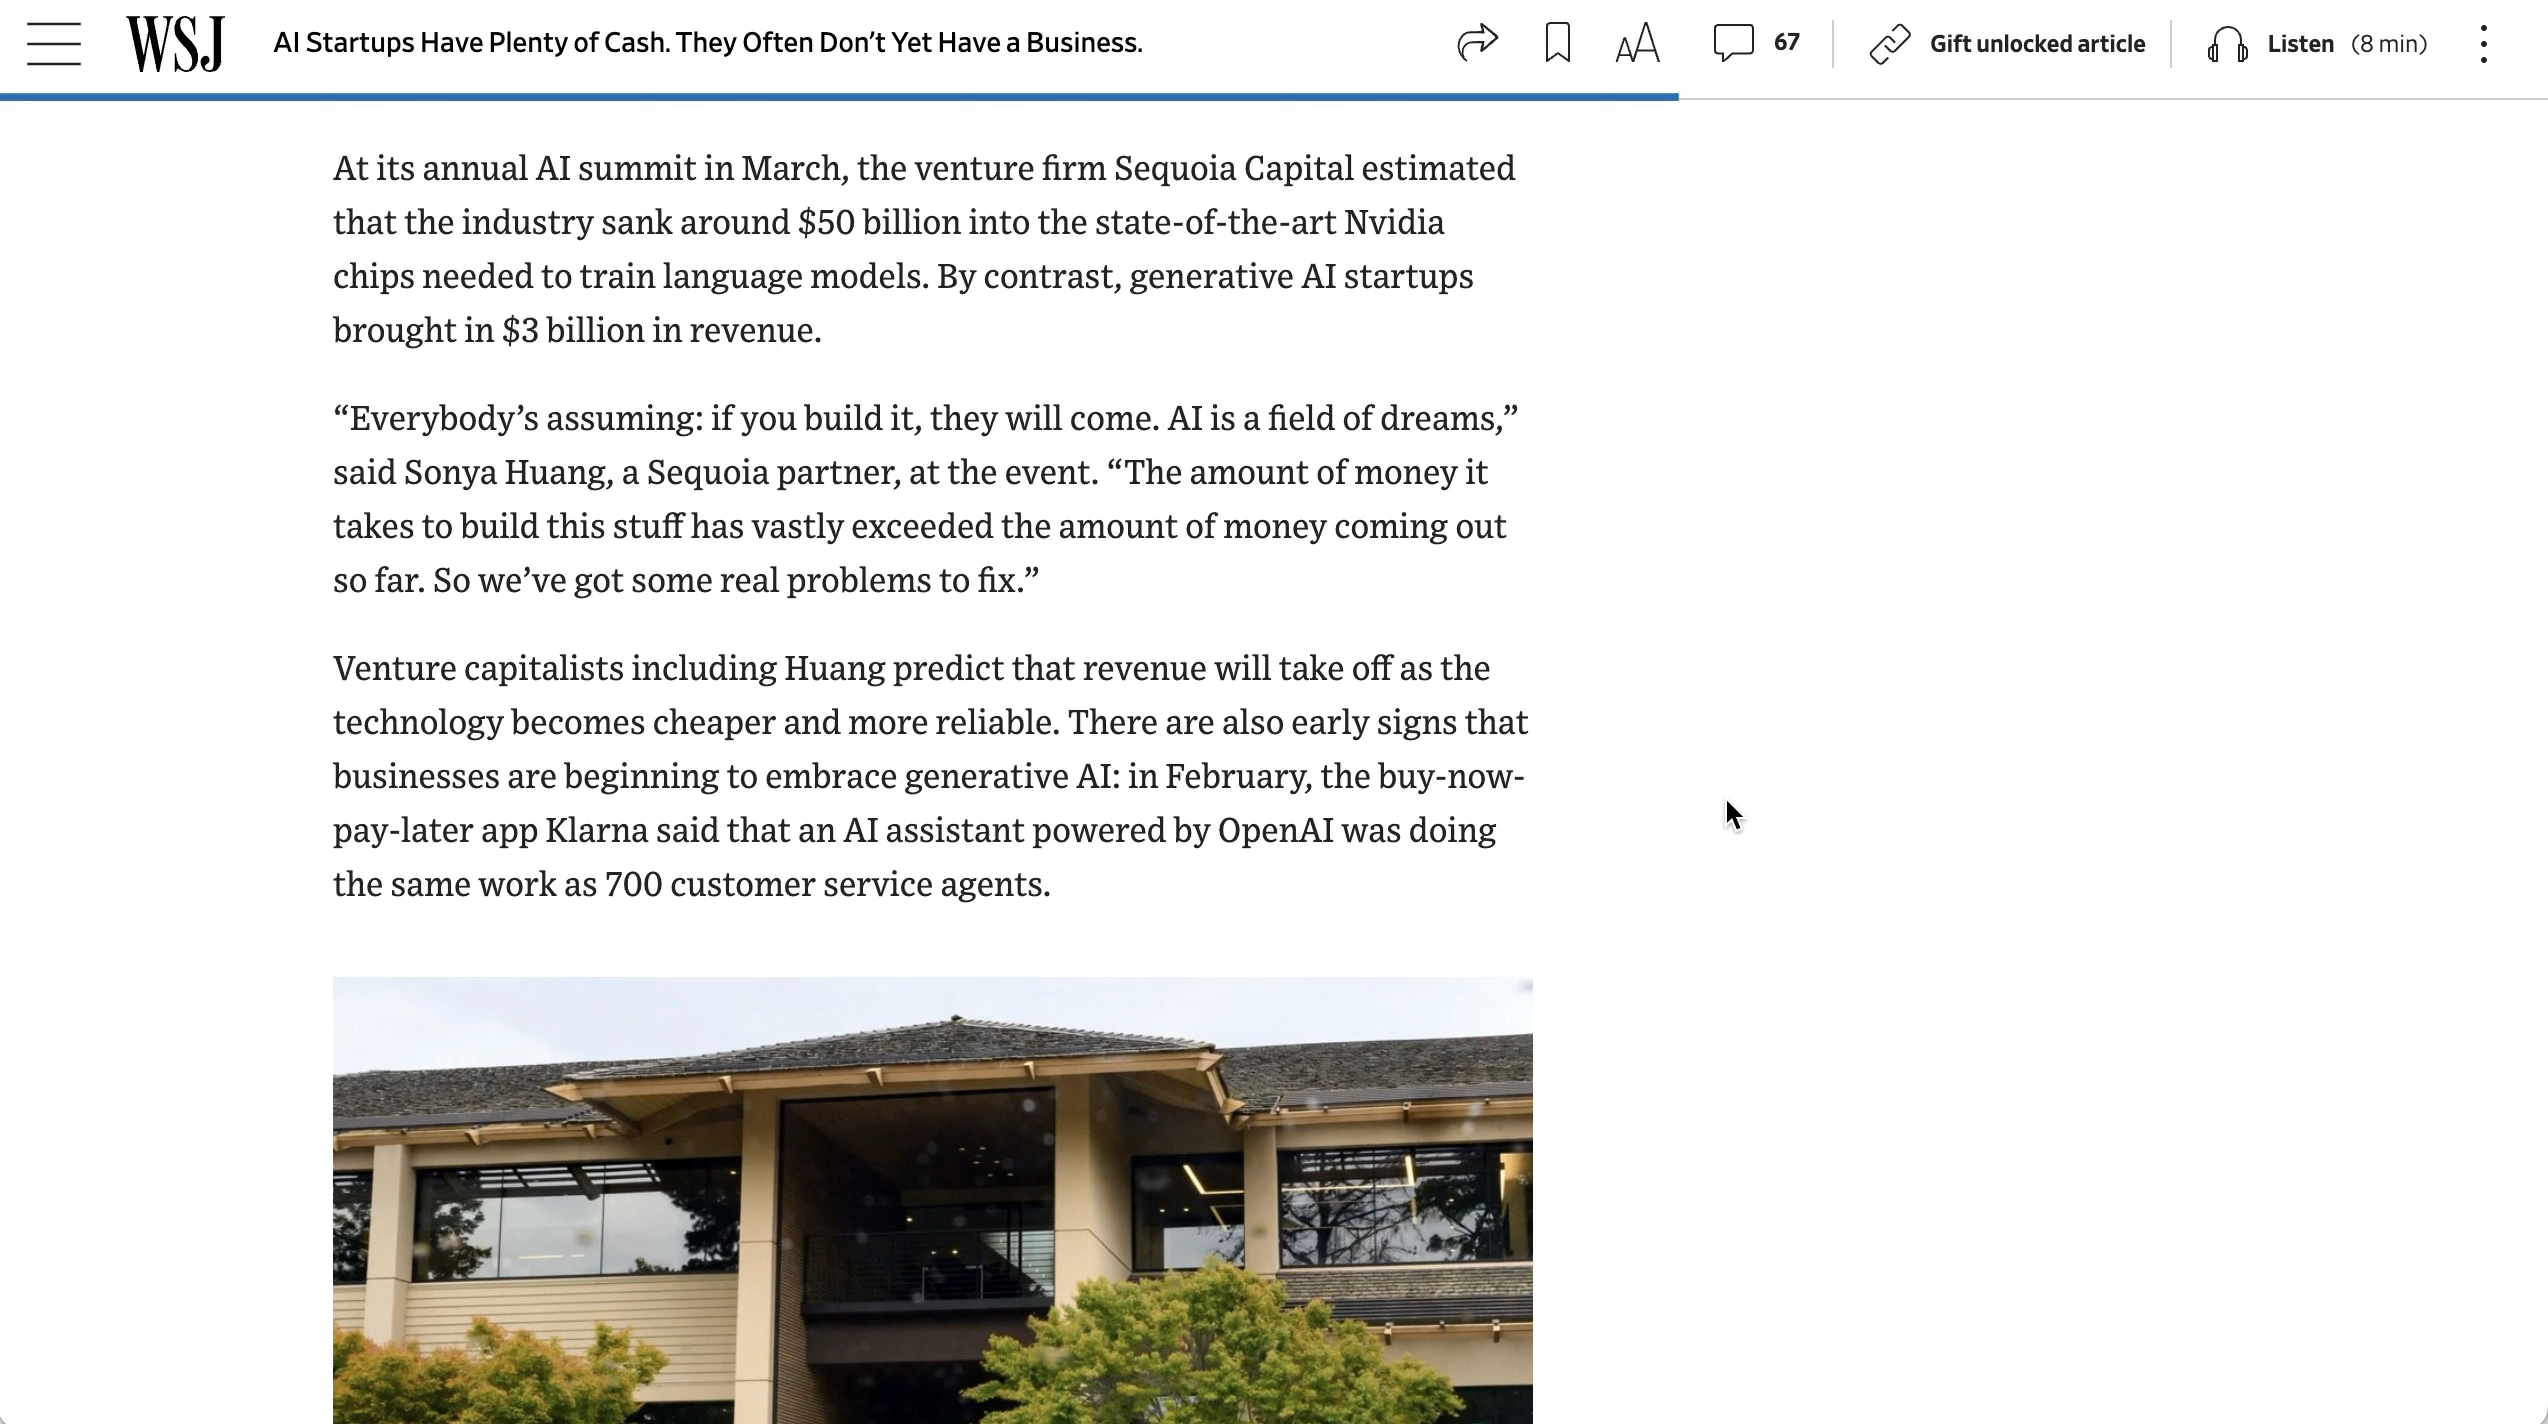 WSJ
AI Startups Have Plenty of Cash. They Often Don’t Yet Have a Business.
AA
67
Gift unlocked article
Listen (8 min)
At its annual AI summit in March, the venture firm Sequoia Capital estimated
that the industry sank around $50 billion into the state-of-the-art Nvidia
chips needed to train language models. By contrast, generative AI startups
brought in $3 billion in revenue.
“Everybody’s assuming: if you build it, they will come. AI is a field of dreams,”
said Sonya Huang, a Sequoia partner, at the event. “The amount of money it
takes to build this stuff has vastly exceeded the amount of money coming out
so far. So we’ve got some real problems to fix.”
Venture capitalists including Huang predict that revenue will take off as the
technology becomes cheaper and more reliable. There are also early signs that
businesses are beginning to embrace generative AI: in February, the buy-now-
pay-later app Klarna said that an AI assistant powered by OpenAI was doing
the same work as 700 customer service agents.